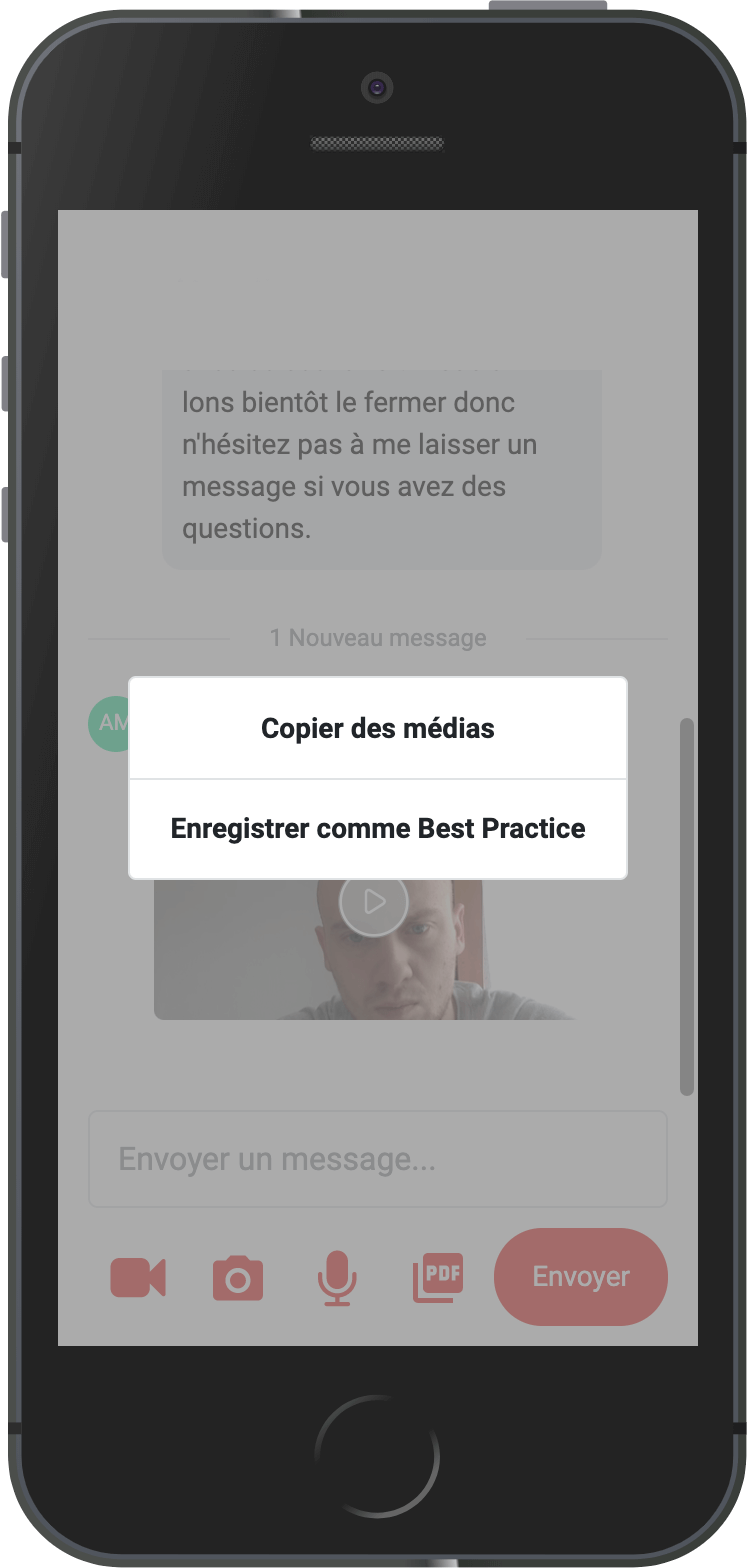 lons bientôt le fermer donc
n'hésitez pas à me laisser un
message si vous avez des
questions.
1 Nouveau message
AM
Copier des médias
Enregistrer comme Best Practice
Envoyer un message...
PDF
Envoyer